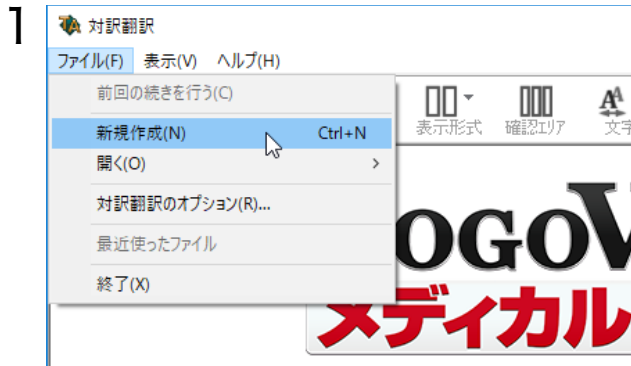 1
対訳翻訳
ファイル(F) 表示(V) ヘルプ(H)
前回の続きを行う(C)
表示形式 確認エリア 文字
新規作成(N) Ctrl+N
開く(O)
対訳翻訳のオプション(R)...
最近使ったファイル
終了(X)
OGOV
メディカル